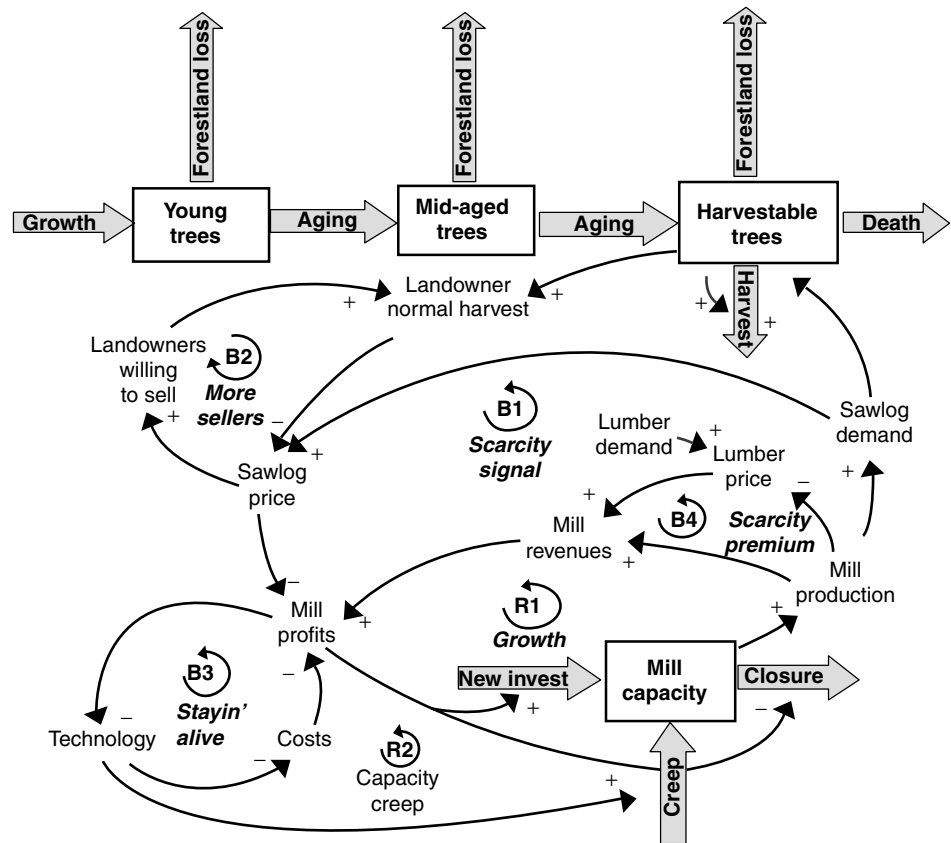 Forestland loss
Forestland loss
Forestland loss
Growth
Young
trees
Aging
Mid-aged trees
Aging
Harvestable
trees
Death
Harvest
+
+
Landowner
normal harvest
+
+
Landowners
willing
to sell
+
B2
More
sellers
−
+
Sawlog
price
B1
Scarcity
signal
Lumber
demand
+
Lumber
price
Sawlog
demand
+
−
+
B4
Scarcity
premium
Mill
revenues
+
Mill
production
+
−
Mill
profits
+
R1
Growth
New invest
+
Mill
capacity
Closure
−
B3
Stayin’
alive
−
Technology
−
−
Costs
R2
Capacity
creep
+
Creep